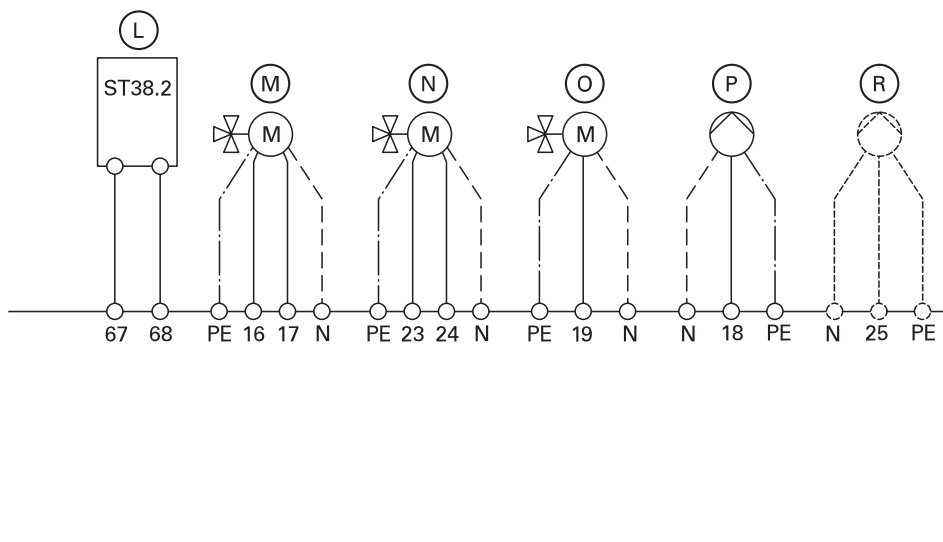 L
ST38.2
M N O P R
M M M
67 68 PE 16 17 N PE 23 24 N PE 19 N N 18 PE N 25 PE